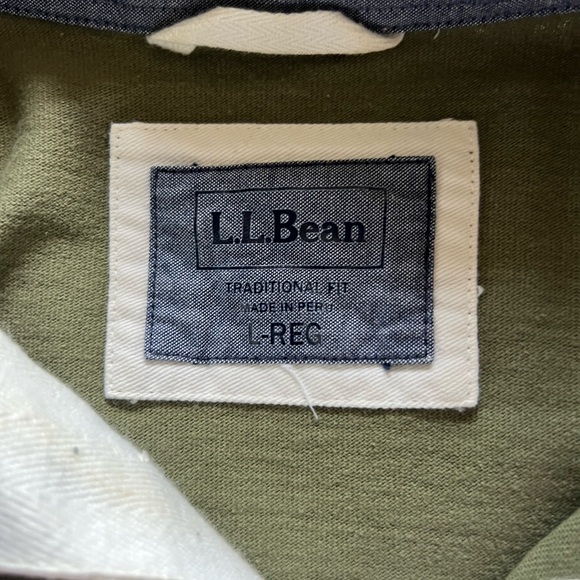 L.L.Bean
TRADITIONAL FIT
MADE IN PERU
L-REG